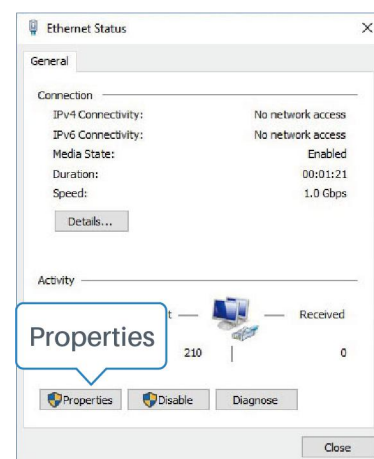 Ethernet Status
General
Connection
IPv4 Connectivity: No network access
IPv6 Connectivity: No network access
Media State: Enabled
Duration: 00:01:21
Speed: 1.0 Gbps
Details...
Activity
Received
Properties
210 0
Properties Disable Diagnose
Close